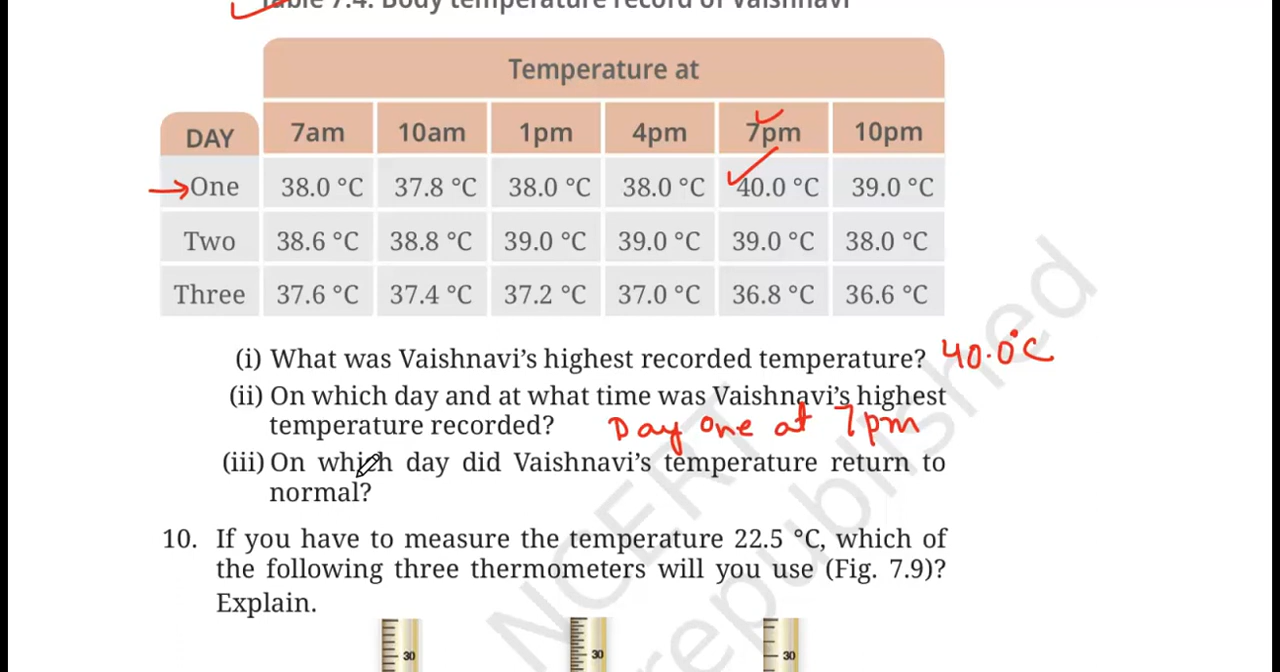 Table 7.4: Body temperature record of Vaishnavi
Temperature at
DAY 7am 10am 1pm 4pm 7pm 10pm
One 38.0 °C 37.8 °C 38.0 °C 38.0 °C 40.0 °C 39.0 °C
Two 38.6 °C 38.8 °C 39.0 °C 39.0 °C 39.0 °C 38.0 °C
Three 37.6 °C 37.4 °C 37.2 °C 37.0 °C 36.8 °C 36.6 °C
(i) What was Vaishnavi’s highest recorded temperature? 40.0°C
(ii) On which day and at what time was Vaishnavi’s highest
temperature recorded? Day One at 7pm
(iii) On which day did Vaishnavi’s temperature return to
normal?
10. If you have to measure the temperature 22.5 °C, which of
the following three thermometers will you use (Fig. 7.9)?
Explain.
30 30 30
NCERT
republished